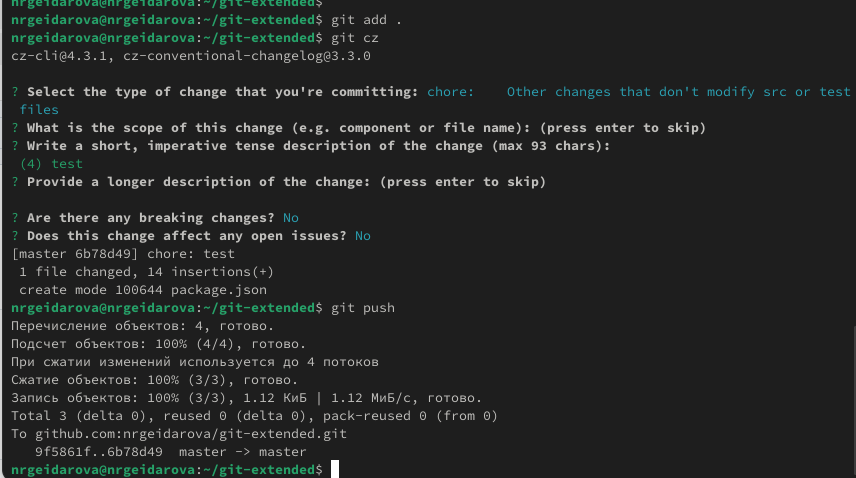 nrgeidarova@nrgeidarova:~/git-extended$
nrgeidarova@nrgeidarova:~/git-extended$ git add .
nrgeidarova@nrgeidarova:~/git-extended$ git cz
cz-cli@4.3.1, cz-conventional-changelog@3.3.0
? Select the type of change that you're committing: chore:    Other changes that don't modify src or test
 files
? What is the scope of this change (e.g. component or file name): (press enter to skip)
? Write a short, imperative tense description of the change (max 93 chars):
 (4) test
? Provide a longer description of the change: (press enter to skip)
? Are there any breaking changes? No
? Does this change affect any open issues? No
[master 6b78d49] chore: test
 1 file changed, 14 insertions(+)
 create mode 100644 package.json
nrgeidarova@nrgeidarova:~/git-extended$ git push
Перечисление объектов: 4, готово.
Подсчет объектов: 100% (4/4), готово.
При сжатии изменений используется до 4 потоков
Сжатие объектов: 100% (3/3), готово.
Запись объектов: 100% (3/3), 1.12 КиБ | 1.12 МиБ/с, готово.
Total 3 (delta 0), reused 0 (delta 0), pack-reused 0 (from 0)
To github.com:nrgeidarova/git-extended.git
   9f5861f..6b78d49  master -> master
nrgeidarova@nrgeidarova:~/git-extended$